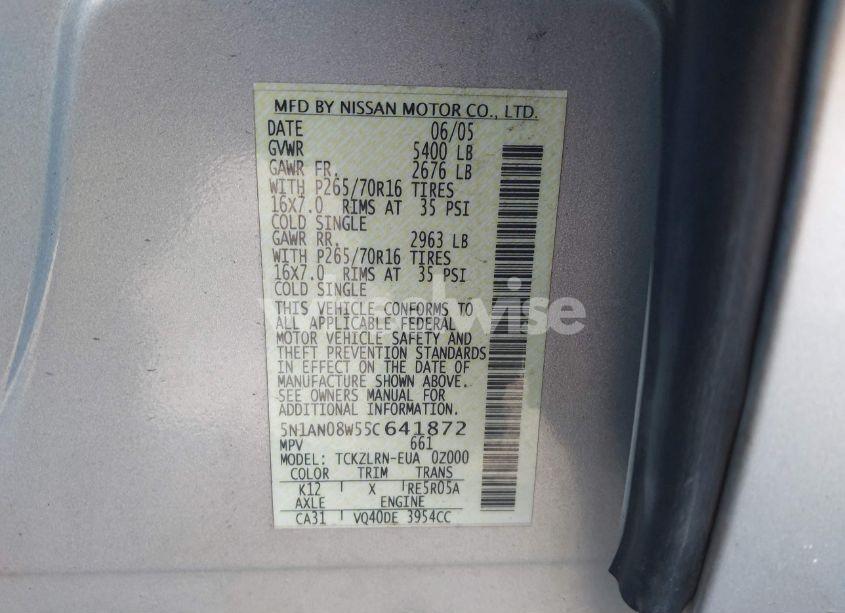 MFD BY NISSAN MOTOR CO., LTD.
DATE 06/05
GVWR 5400 LB
GAWR FR. 2676 LB
WITH P265/70R16 TIRES
16X7.0 RIMS AT 35 PSI
COLD SINGLE
GAWR RR. 2963 LB
WITH P265/70R16 TIRES
16X7.0 RIMS AT 35 PSI
COLD SINGLE
THIS VEHICLE CONFORMS TO
ALL APPLICABLE FEDERAL
MOTOR VEHICLE SAFETY AND
THEFT PREVENTION STANDARDS
IN EFFECT ON THE DATE OF
MANUFACTURE SHOWN ABOVE.
SEE OWNERS MANUAL FOR
ADDITIONAL INFORMATION.
5N1AN08W55C641872
MPV 661
MODEL: TCKZLRN-EUA 0Z000
COLOR TRIM TRANS
K12 X RE5R05A
AXLE ENGINE
CA31 VQ40DE 3954CC